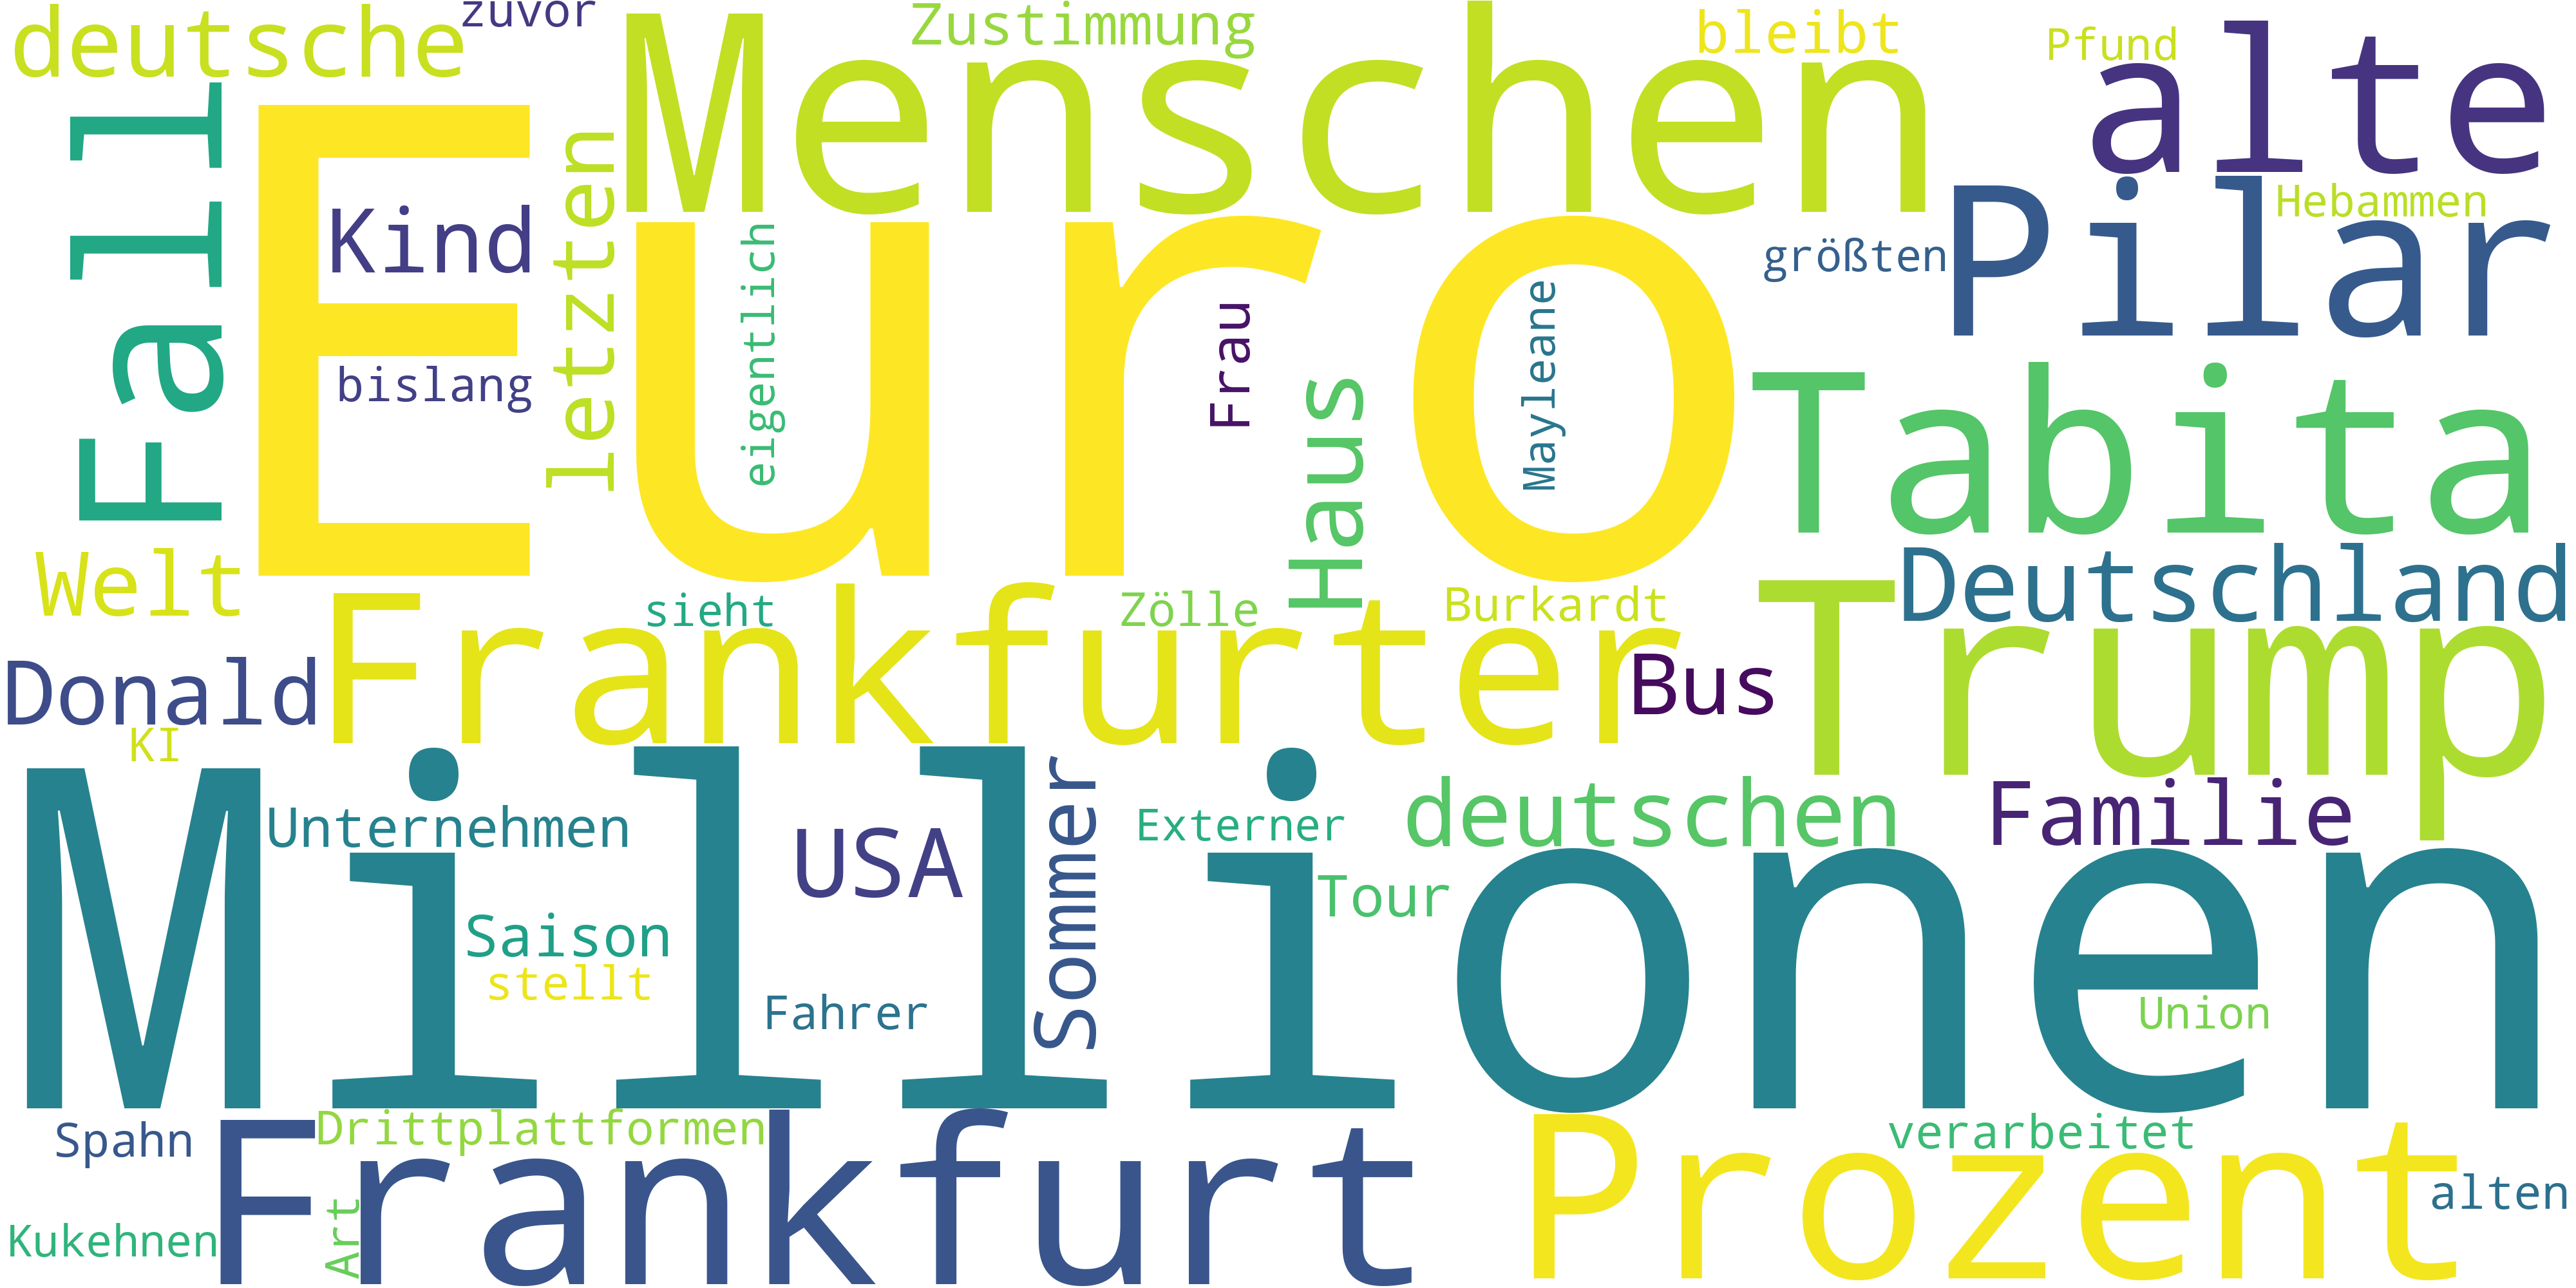 deutsche
zuvor
Zustimmung
bleibt
Pfund
Menschen
alte
Fall
Kind
letzten
Euro
eigentlich
Frau
Mayleane
größten
Pilar
Hebammen
bislang
Haus
Tabita
Welt
sieht
Zölle
Burkardt
Deutschland
Donald
Frankfurter
Bus
Trump
KI
Millionen
Unternehmen
USA
Sommer
Externer
deutschen
Familie
Saison
Tour
stellt
Fahrer
Union
Spahn
Drittplattformen
Prozent
verarbeitet
Frankfurt
alten
Kukehnen
Art